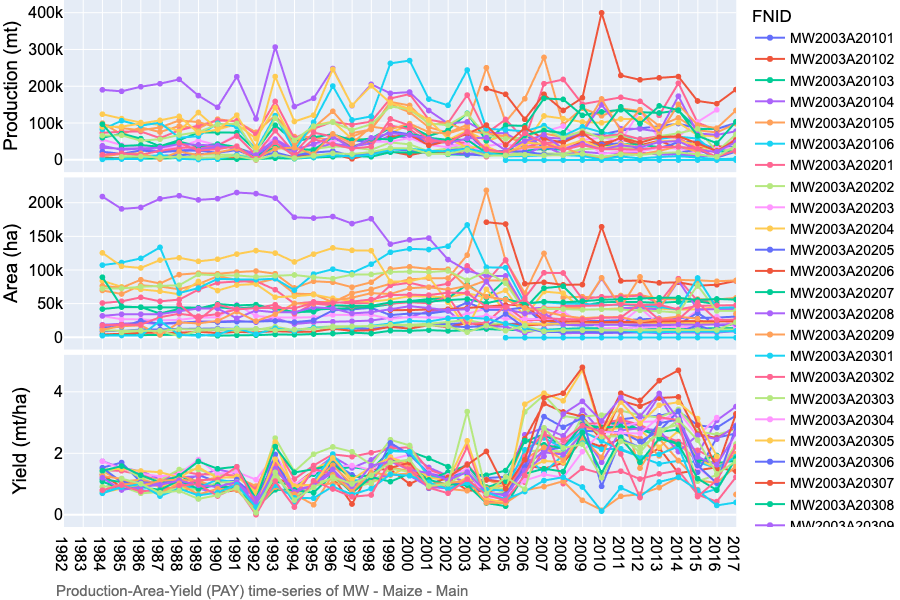 400k
300k
200k
100k
0
Production (mt)
200k
150k
100k
50k
0
Area (ha)
4
2
0
Yield (mt/ha)
1982
1983
1984
1985
1986
1987
1988
1989
1990
1991
1992
1993
1994
1995
1996
1997
1998
1999
2000
2001
2002
2003
2004
2005
2006
2007
2008
2009
2010
2011
2012
2013
2014
2015
2016
2017
FNID
MW2003A20101
MW2003A20102
MW2003A20103
MW2003A20104
MW2003A20105
MW2003A20106
MW2003A20201
MW2003A20202
MW2003A20203
MW2003A20204
MW2003A20205
MW2003A20206
MW2003A20207
MW2003A20208
MW2003A20209
MW2003A20301
MW2003A20302
MW2003A20303
MW2003A20304
MW2003A20305
MW2003A20306
MW2003A20307
MW2003A20308
MW2003A20309
Production-Area-Yield (PAY) time-series of MW - Maize - Main